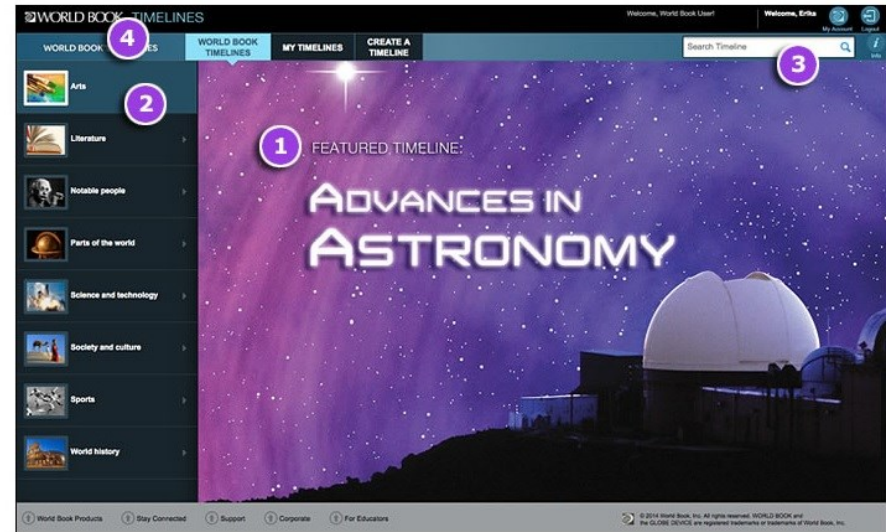 WORLD BOOK TIMELINES
Welcome, World Book User!
Welcome, Erika
My Account
Logout
WORLD BOOK
4
WORLD BOOK
TIMELINES
MY TIMELINES
CREATE A
TIMELINE
Search Timeline
3
Info
Arts
2
Literature
Notable people
Parts of the world
Science and technology
Society and culture
Sports
World history
1
FEATURED TIMELINE:
ADVANCES IN
ASTRONOMY
World Book Products
Stay Connected
Support
Corporate
For Educators
© 2014 World Book, Inc. All rights reserved. WORLD BOOK and
the GLOBE DEVICE are registered trademarks or trademarks of World Book, Inc.